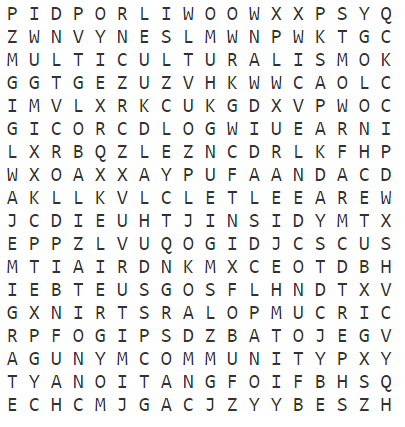 P I D P O R L I W O O W X X P S Y Q
Z W N V Y N E S L M W N P W K T G C
M U L T I C U L T U R A L I S M O K
G G T G E Z U Z V H K W W C A O L C
I M V L X R K C U K G D X V P W O C
G I C O R C D L O G W I U E A R N I
L X R B Q Z L E Z N C D R L K F H P
W X O A X X A Y P U F A A N D A C D
A K L L K V L C L E T L E E A R E W
J C D I E U H T J I N S I D Y M T X
E P P Z L V U Q O G I D J C S C U S
M T I A I R D N K M X C E O T D B H
I E B T E U S G O S F L H N D T X V
G X N I R T S R A L O P M U C R I C
R P F O G I P S D Z B A T O J E G V
A G U N Y M C O M M U N I T Y P X Y
T Y A N O I T A N G F O I F B H S Q
E C H C M J G A C J Z Y Y B E S Z H